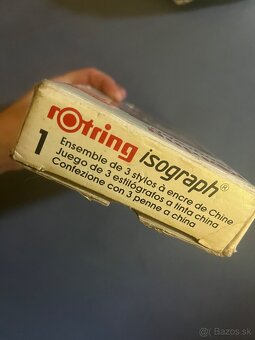 rotring isograph®
1
Ensemble de 3 stylos à encre de Chine
Juego de 3 estilógrafos a tinta china
Confezione con 3 penne a china
Bazos.sk